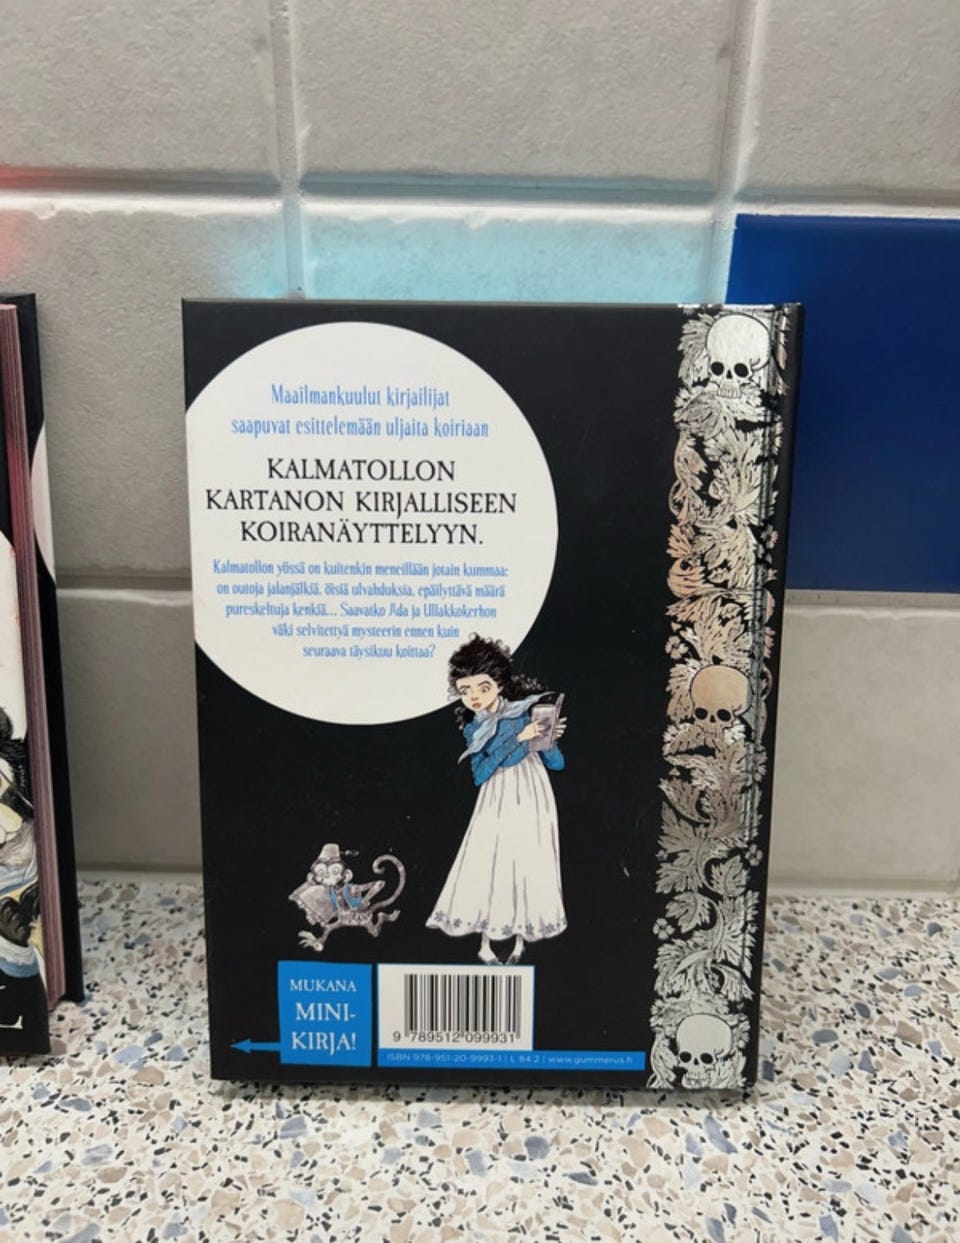 Maailmankuulut kirjailijat
saapuvat esittelemään uljaita koiriaan
KALMATOLLON
KARTANON KIRJALLISEEN
KOIRANÄYTTELYYN.
Kalmatollon yössä on kuitenkin meneillään jotain kummaa:
on outoja jalanjälkiä, öisiä ulvahduksia, epäilyttävä määrä
pureskeltuja kenkiä... Saavatko Ada ja Ullakkokerhon
väki selvitettyä mysteerin ennen kuin
seuraava täysikuu koittaa?
MUKANA
MINI-
KIRJA!
9 789512 099931
ISBN 978-951-20-9993-1 | L 84.2 | www.gummerus.fi
L